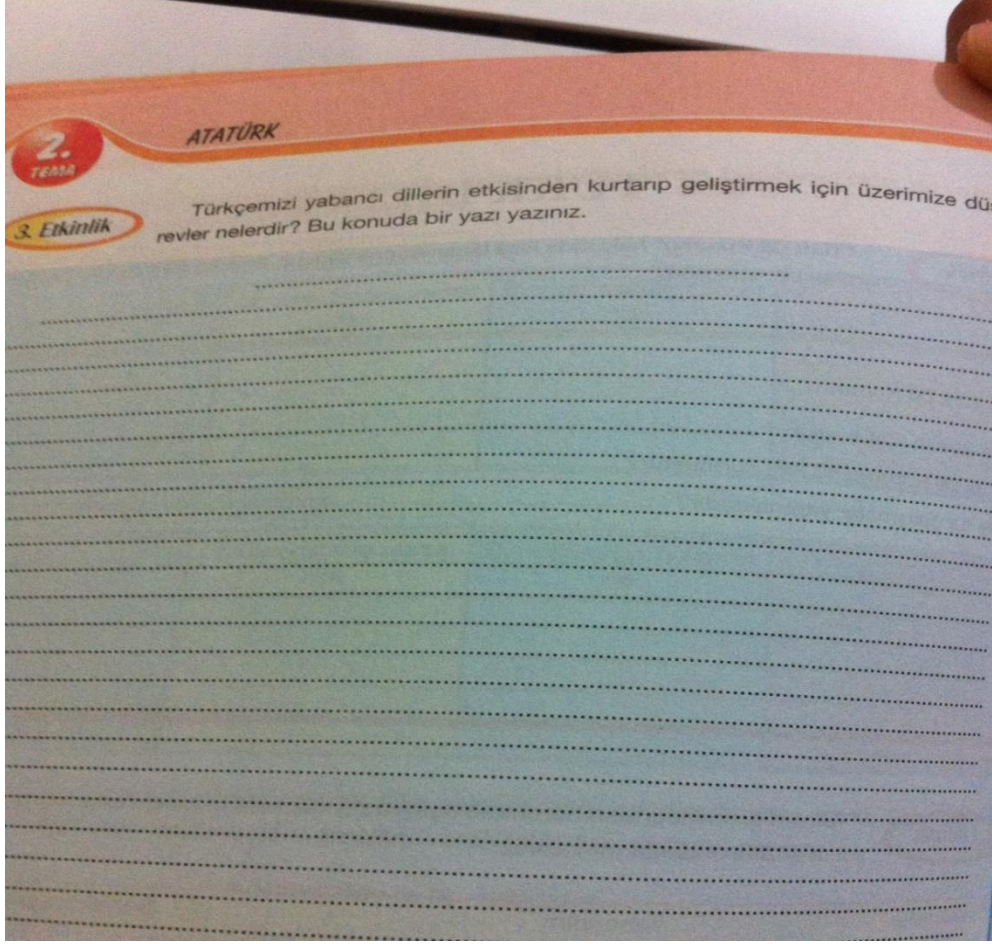 2.
TEMA
ATATÜRK
3. Etkinlik
Türkçemizi yabancı dillerin etkisinden kurtarıp geliştirmek için üzerimize
revler nelerdir? Bu konuda bir yazı yazınız.